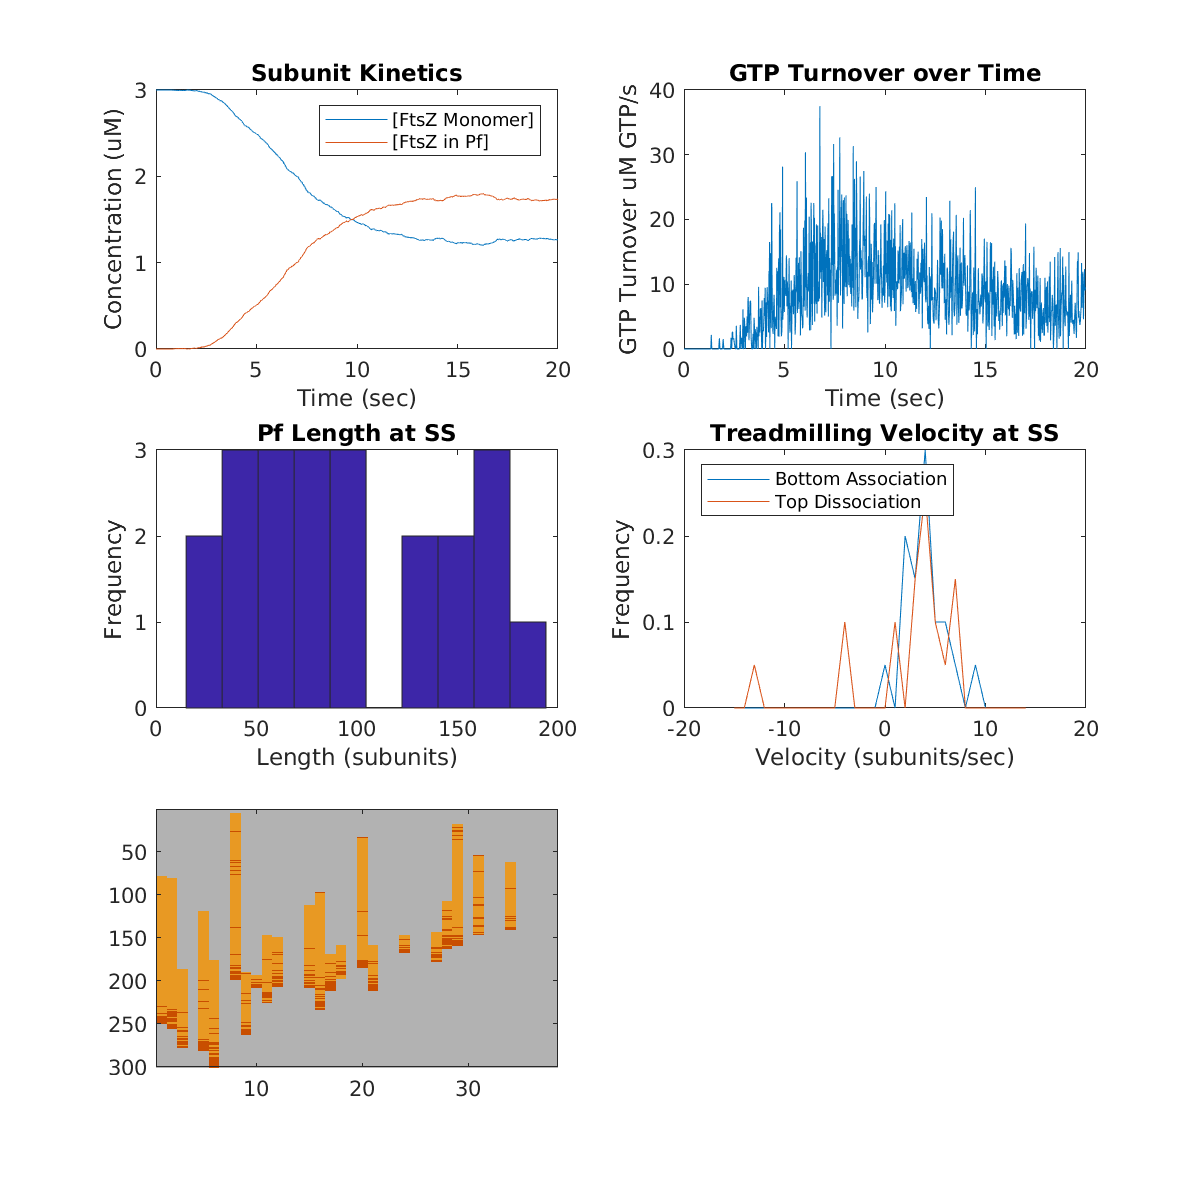 Subunit Kinetics
3
2
1
0
Concentration (uM)
[FtsZ Monomer]
[FtsZ in Pf]
0 5 10 15 20
Time (sec)
GTP Turnover over Time
40
30
20
10
0
GTP Turnover uM GTP/s
0 5 10 15 20
Time (sec)
Pf Length at SS
3
2
1
0
Frequency
0 50 100 150 200
Length (subunits)
Treadmilling Velocity at SS
0.3
0.2
0.1
0
Frequency
Bottom Association
Top Dissociation
-20 -10 0 10 20
Velocity (subunits/sec)
50
100
150
200
250
300
10 20 30